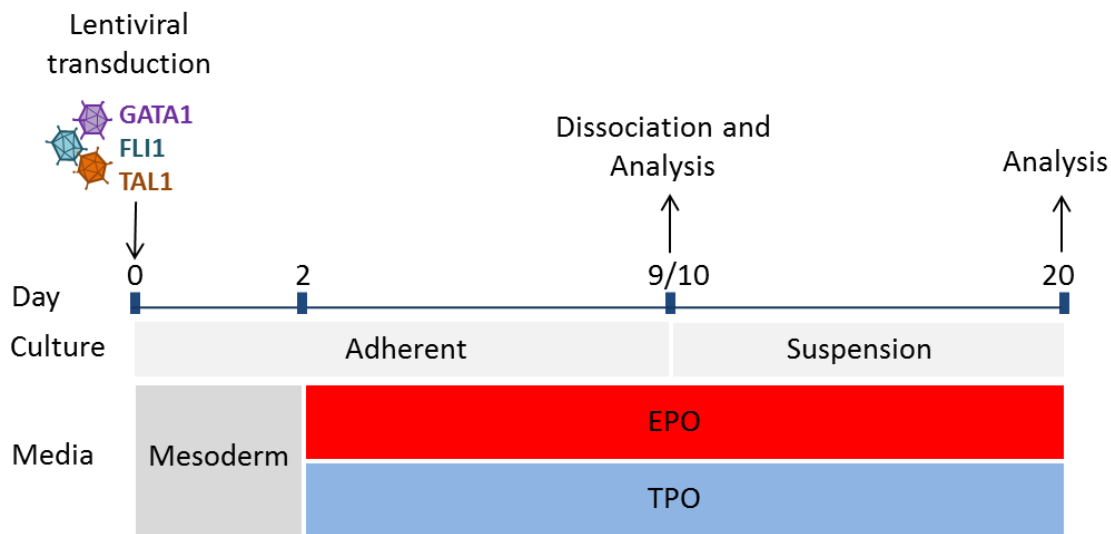 Lentiviral
transduction
GATA1
FLI1
TAL1
Dissociation and
Analysis
Analysis
0
2
9/10
20
Day
Culture
Adherent
Suspension
Media
Mesoderm
EPO
TPO